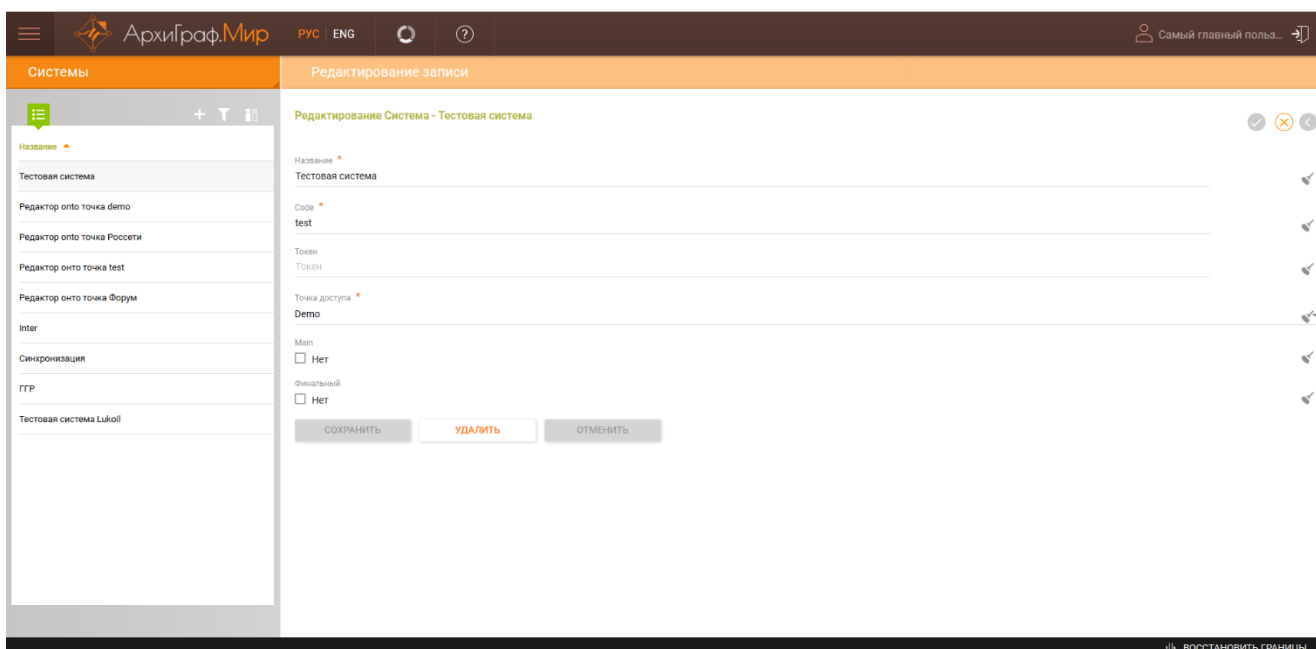 АрхиГраф.Мир РУС ENG Самый главный польз...
Системы Редактирование записи
Редактирование Система - Тестовая система
Название
Название *
Тестовая система
Тестовая система
Редактор onto точка demo
Code *
test
Редактор onto точка Россети
Токен
Токен
Редактор онто точка test
Точка доступа *
Редактор онто точка Форум
Demo
Inter
Main
Нет
Синхронизация
Финальный
ГГР
Нет
Тестовая система Lukoil
СОХРАНИТЬ УДАЛИТЬ ОТМЕНИТЬ
ВОССТАНОВИТЬ ГРАНИЦЫ